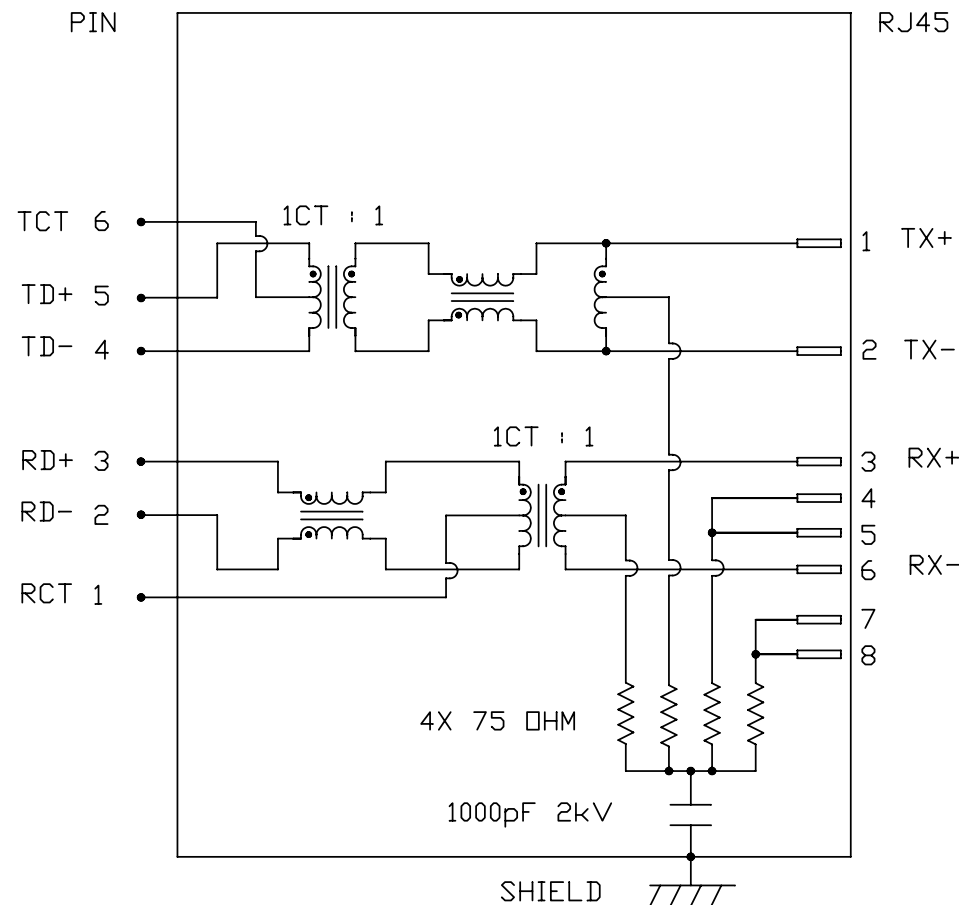 PIN
RJ45
TCT 6
1CT : 1
1 TX+
TD+ 5
TD- 4
2 TX-
1CT : 1
RD+ 3
3 RX+
4
RD- 2
5
6 RX-
RCT 1
7
8
4X 75 OHM
1000pF 2kV
SHIELD